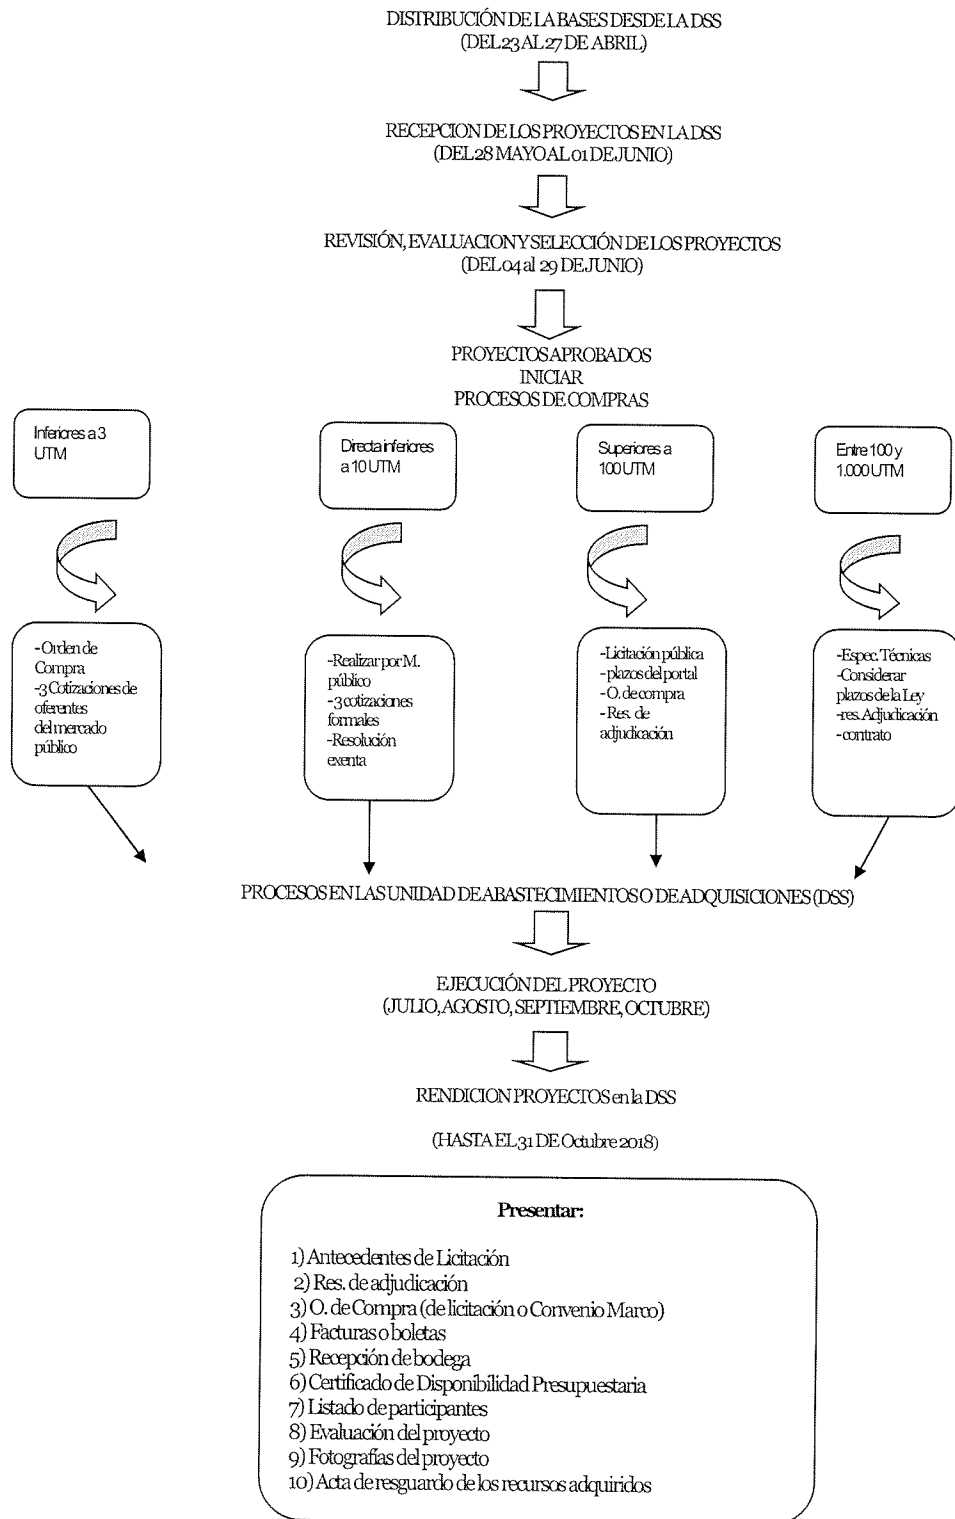 DISTRIBUCIÓN DE LA BASES DESDE LA DSS
(DEL 23 AL 27 DE ABRIL)
RECEPCION DE LOS PROYECTOS EN LA DSS
(DEL 28 MAYO AL 01 DE JUNIO)
REVISIÓN, EVALUACION Y SELECCIÓN DE LOS PROYECTOS
(DEL 04 al 29 DE JUNIO)
PROYECTOS APROBADOS
INICIAR
PROCESOS DE COMPRAS
Inferiores a 3
UTM
Directa inferiores
a 10 UTM
Superiores a
100 UTM
Entre 100 y
1.000 UTM
-Orden de
Compra
-3 Cotizaciones de
oferentes
del mercado
público
-Realizar por M.
público
-3 cotizaciones
formales
-Resolución
exenta
-Licitación pública
-plazos del portal
-O. de compra
-Res. de
adjudicación
-Espec. Técnicas
-Considerar
plazos de la Ley
-res. Adjudicación
-contrato
PROCESOS EN LAS UNIDAD DE ABASTECIMIENTOS O DE ADQUISICIONES (DSS)
EJECUCIÓN DEL PROYECTO
(JULIO, AGOSTO, SEPTIEMBRE, OCTUBRE)
RENDICION PROYECTOS en la DSS
(HASTA EL 31 DE Octubre 2018)
Presentar:
1) Antecedentes de Licitación
2) Res. de adjudicación
3) O. de Compra (de licitación o Convenio Marco)
4) Facturas o boletas
5) Recepción de bodega
6) Certificado de Disponibilidad Presupuestaria
7) Listado de participantes
8) Evaluación del proyecto
9) Fotografías del proyecto
10) Acta de resguardo de los recursos adquiridos